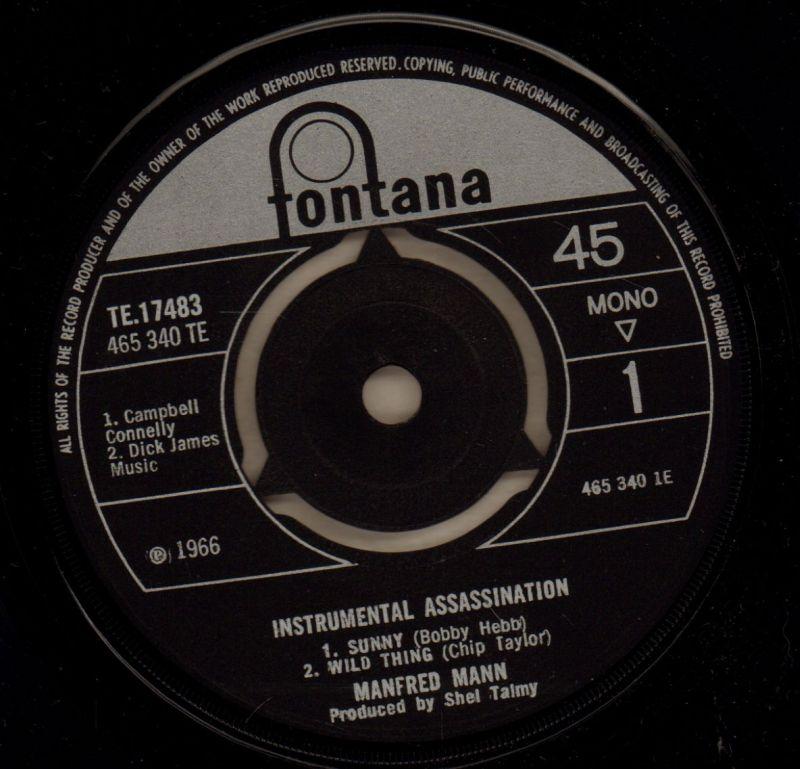 ALL RIGHTS OF THE RECORD PRODUCER AND OF THE OWNER OF THE WORK REPRODUCED RESERVED. COPYING, PUBLIC PERFORMANCE AND BROADCASTING OF THIS RECORD PROHIBITED
fontana
45
MONO
1
465 340 1E
TE.17483
465 340 TE
1. Campbell
Connelly
2. Dick James
Music
℗ 1966
INSTRUMENTAL ASSASSINATION
1. SUNNY (Bobby Hebb)
2. WILD THING (Chip Taylor)
MANFRED MANN
Produced by Shel Talmy